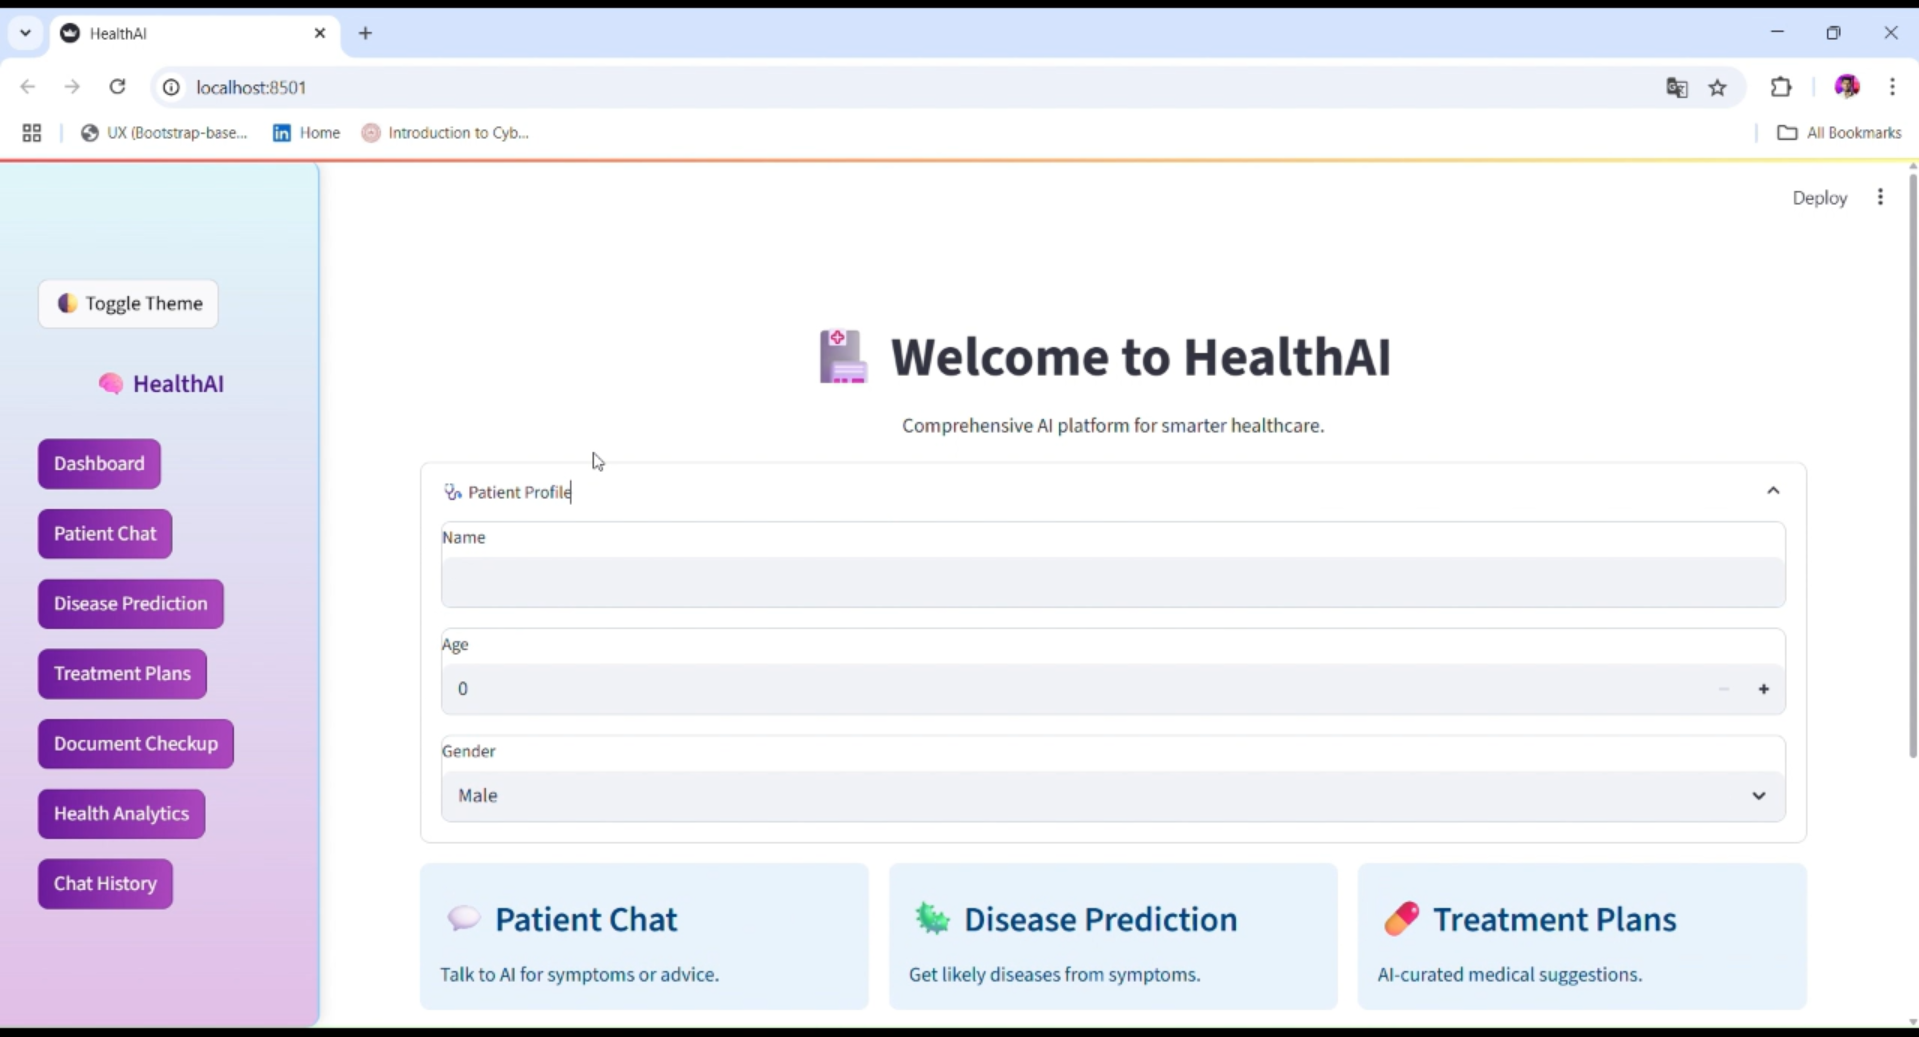 HealthAI
localhost:8501
UX (Bootstrap-base...
Home
Introduction to Cyb...
All Bookmarks
Deploy
Toggle Theme
HealthAI
Dashboard
Patient Chat
Disease Prediction
Treatment Plans
Document Checkup
Health Analytics
Chat History
Welcome to HealthAI
Comprehensive AI platform for smarter healthcare.
Patient Profile
Name
Age
0
Gender
Male
Patient Chat
Talk to AI for symptoms or advice.
Disease Prediction
Get likely diseases from symptoms.
Treatment Plans
AI-curated medical suggestions.